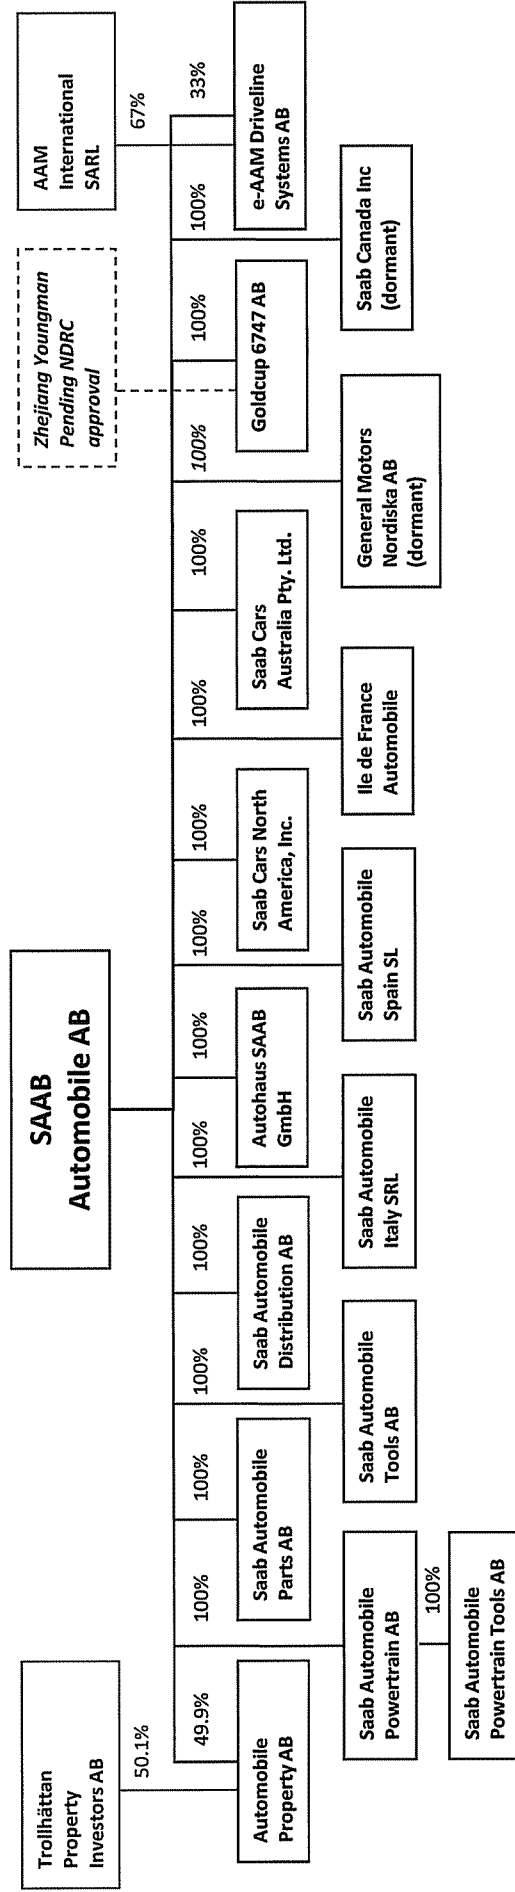 SAAB
Automobile AB
Trollhättan
Property
Investors AB
50.1%
Zhejiang Youngman
Pending NDRC
approval
AAM
International
SARL
67%
49.9%
100%
100%
100%
100%
100%
100%
100%
100%
100%
100%
100%
100%
100%
33%
Automobile
Property AB
Saab Automobile
Parts AB
Saab Automobile
Distribution AB
Autohaus SAAB
GmbH
Saab Cars North
America, Inc.
Saab Cars
Australia Pty. Ltd.
Goldcup 6747 AB
e-AAM Driveline
Systems AB
Saab Automobile
Powertrain AB
Saab Automobile
Tools AB
Saab Automobile
Italy SRL
Saab Automobile
Spain SL
Ile de France
Automobile
General Motors
Nordiska AB
(dormant)
Saab Canada Inc
(dormant)
100%
Saab Automobile
Powertrain Tools AB